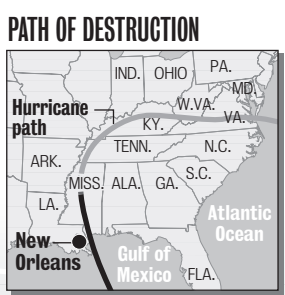 PATH OF DESTRUCTION
IND.
OHIO
PA.
MD.
W.VA.
VA.
Hurricane
path
KY.
TENN.
N.C.
ARK.
MISS.
ALA.
GA.
S.C.
LA.
Atlantic
Ocean
New
Orleans
Gulf of
Mexico
FLA.